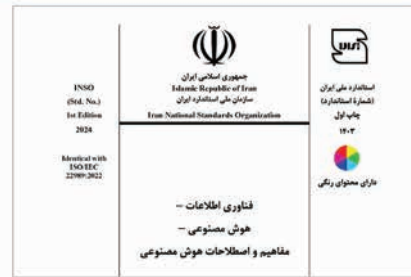 INSO
(Std. No.)
1st Edition
2024
Identical with
ISO/IEC
22989:2022
جمهوری اسلامی ایران
Islamic Republic of Iran
سازمان ملی استاندارد ایران
Iran National Standards Organization
استاندارد ملی ایران
(شمارۀ استاندارد)
چاپ اول
۱۴۰۳
دارای محتوای رنگی
فناوری اطلاعات –
هوش مصنوعی –
مفاهیم و اصطلاحات هوش مصنوعی